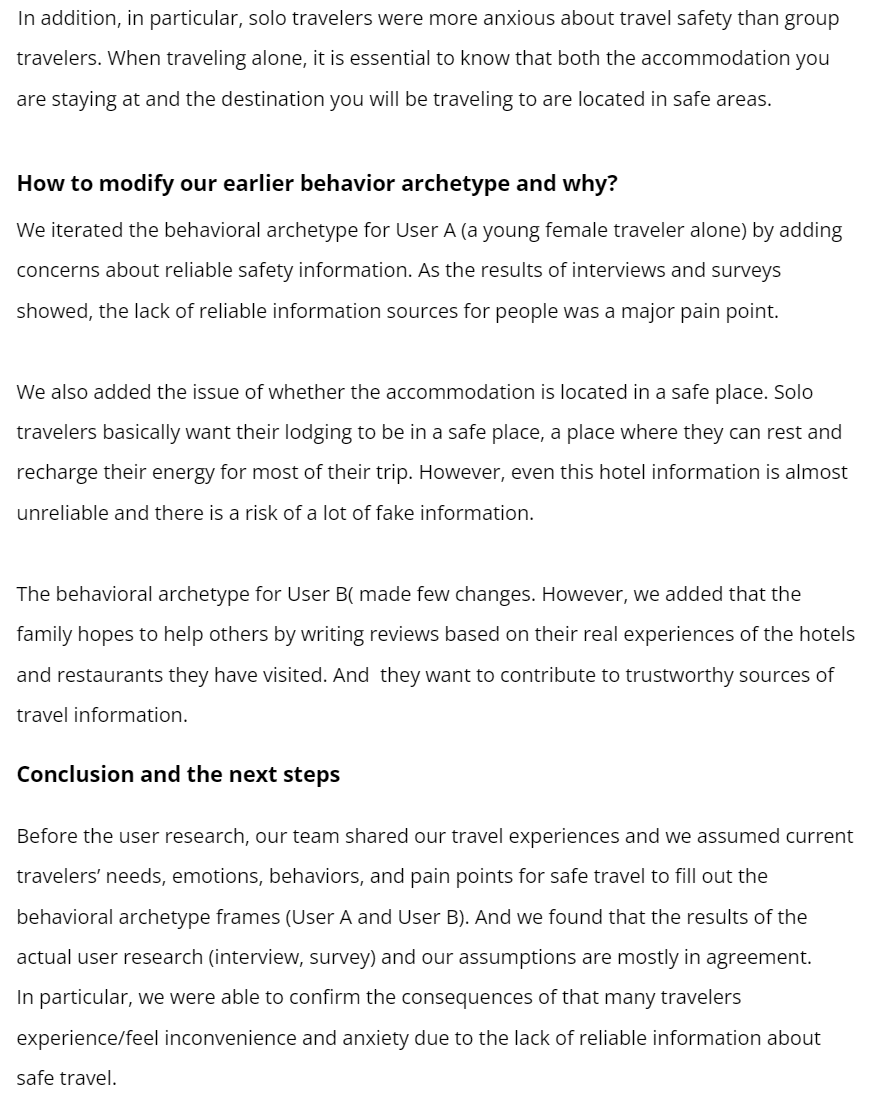 In addition, in particular, solo travelers were more anxious about travel safety than group
travelers. When traveling alone, it is essential to know that both the accommodation you
are staying at and the destination you will be traveling to are located in safe areas.
How to modify our earlier behavior archetype and why?
We iterated the behavioral archetype for User A (a young female traveler alone) by adding
concerns about reliable safety information. As the results of interviews and surveys
showed, the lack of reliable information sources for people was a major pain point.
We also added the issue of whether the accommodation is located in a safe place. Solo
travelers basically want their lodging to be in a safe place, a place where they can rest and
recharge their energy for most of their trip. However, even this hotel information is almost
unreliable and there is a risk of a lot of fake information.
The behavioral archetype for User B( made few changes. However, we added that the
family hopes to help others by writing reviews based on their real experiences of the hotels
and restaurants they have visited. And  they want to contribute to trustworthy sources of
travel information.
Conclusion and the next steps
Before the user research, our team shared our travel experiences and we assumed current
travelers’ needs, emotions, behaviors, and pain points for safe travel to fill out the
behavioral archetype frames (User A and User B). And we found that the results of the
actual user research (interview, survey) and our assumptions are mostly in agreement.
In particular, we were able to confirm the consequences of that many travelers
experience/feel inconvenience and anxiety due to the lack of reliable information about
safe travel.